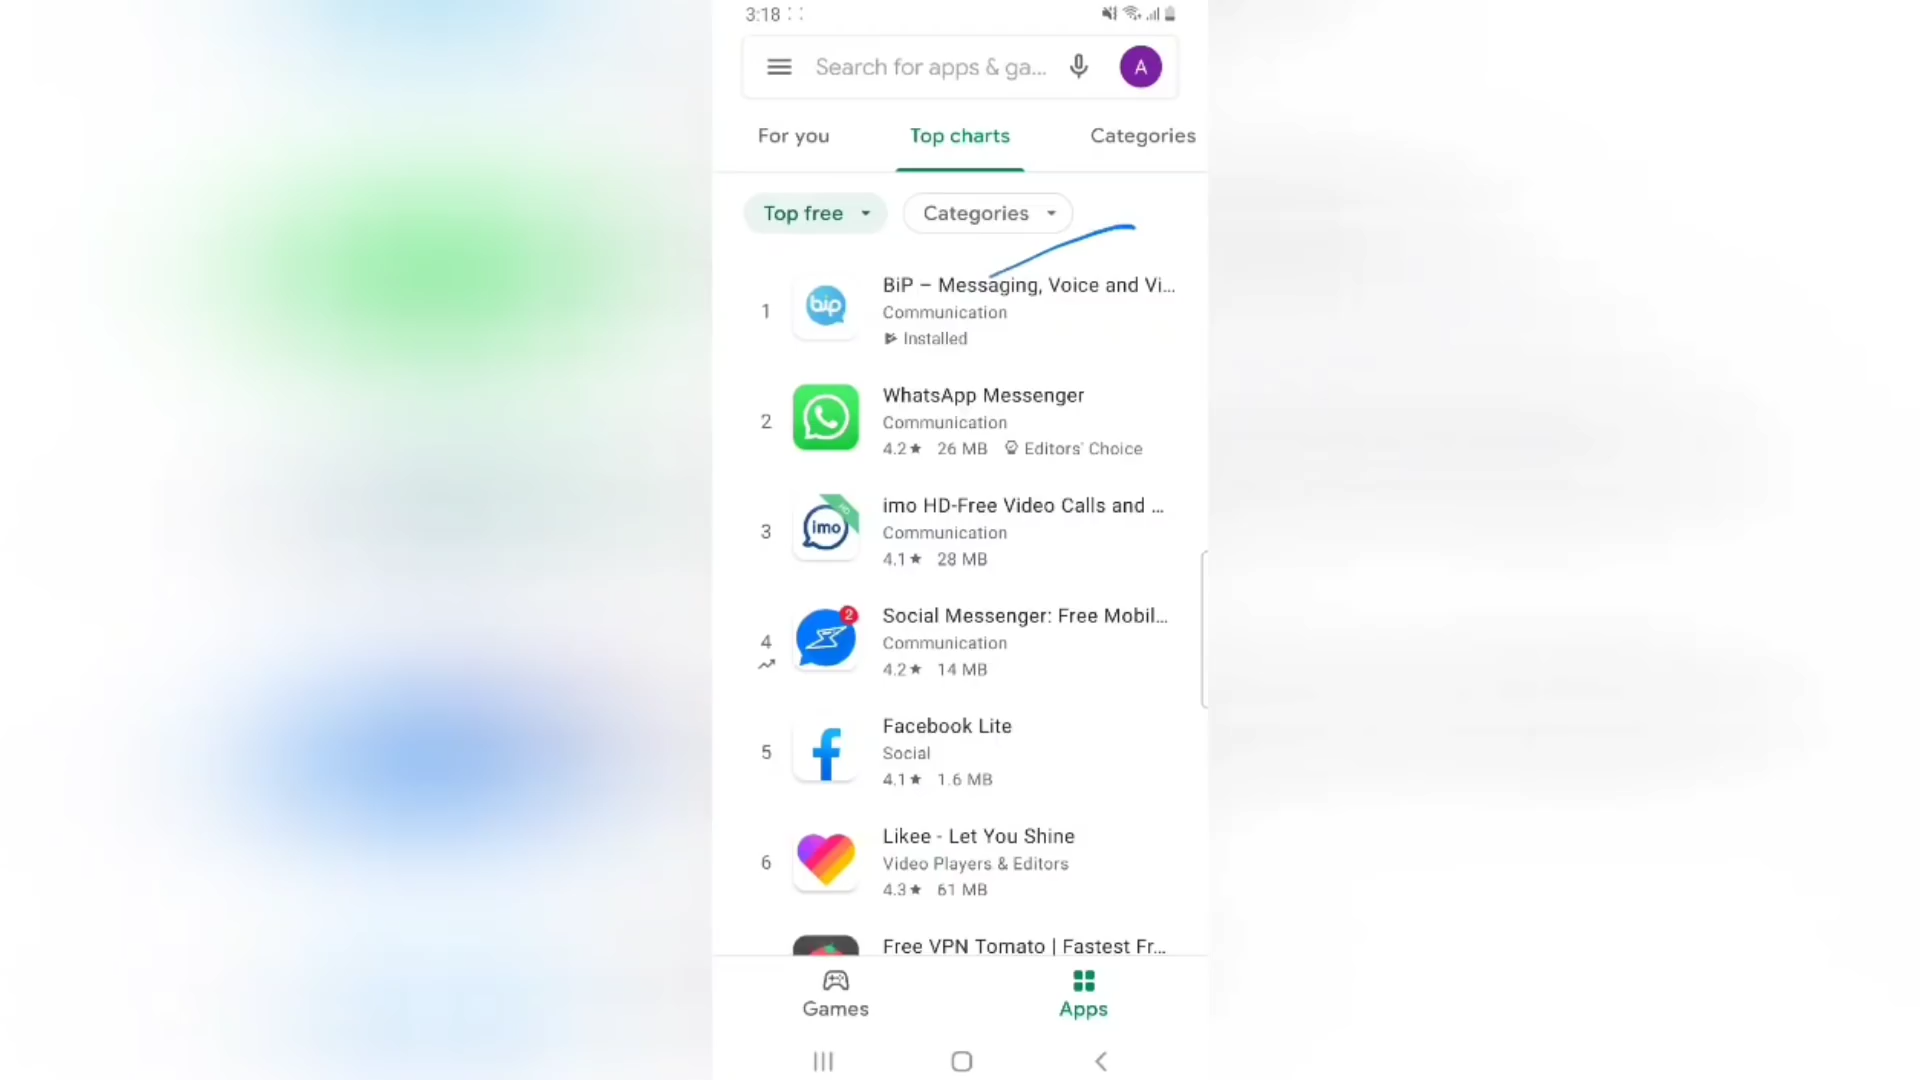 3:18
Search for apps & ga...
A
For you
Top charts
Categories
Top free
Categories
1
bip
BiP – Messaging, Voice and Vi...
Communication
Installed
2
WhatsApp Messenger
Communication
4.2★ 26 MB Editors' Choice
3
HD
imo
imo HD-Free Video Calls and ...
Communication
4.1★ 28 MB
4
2
Social Messenger: Free Mobil...
Communication
4.2★ 14 MB
5
Facebook Lite
Social
4.1★ 1.6 MB
6
Likee - Let You Shine
Video Players & Editors
4.3★ 61 MB
Free VPN Tomato | Fastest Fr...
Games
Apps